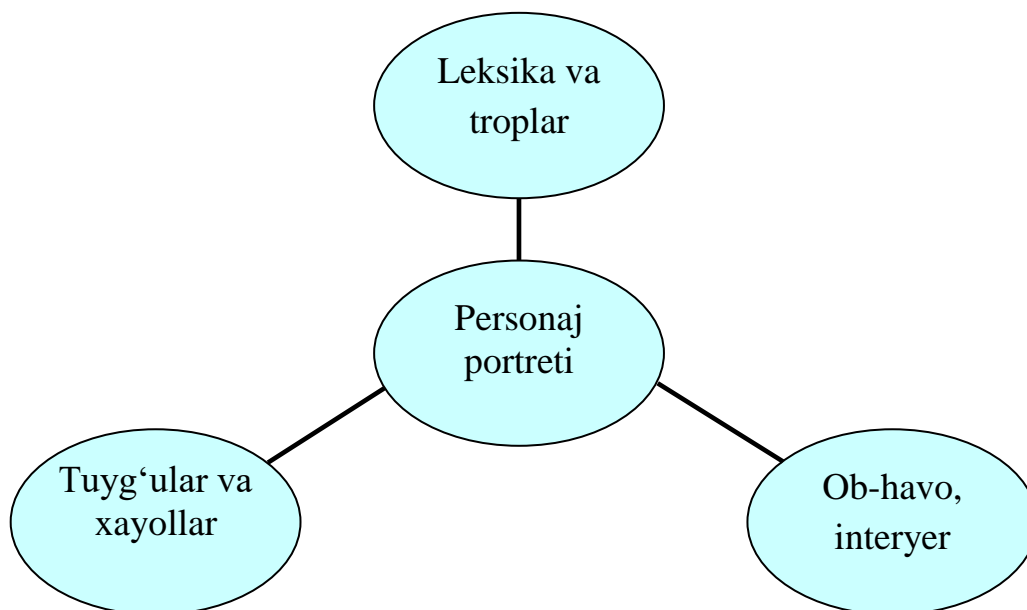 Leksika va
troplar
Personaj
portreti
Tuyg‘ular va
xayollar
Ob-havo,
interyer